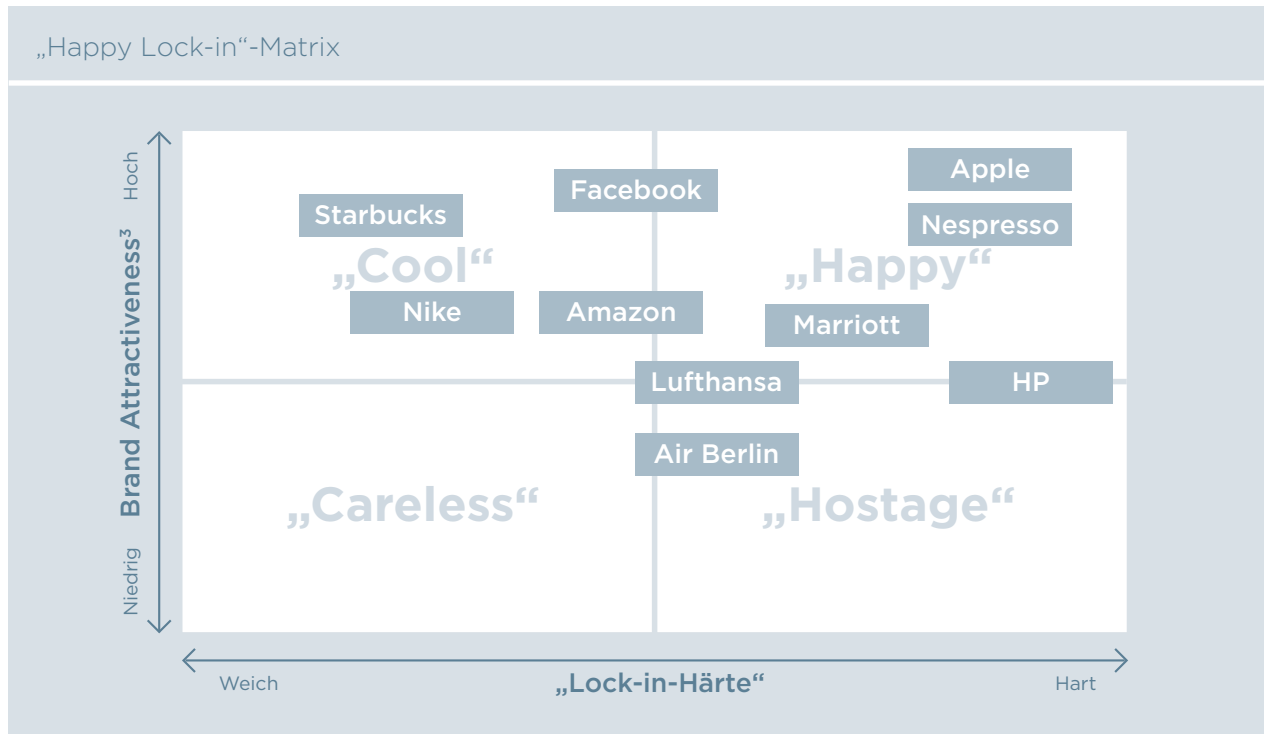 „Happy Lock-in“-Matrix
Hoch
Brand Attractiveness³
Niedrig
Apple
Facebook
Starbucks
Nespresso
„Cool“
„Happy“
Nike
Amazon
Marriott
Lufthansa
HP
Air Berlin
„Careless“
„Hostage“
Weich
„Lock-in-Härte“
Hart